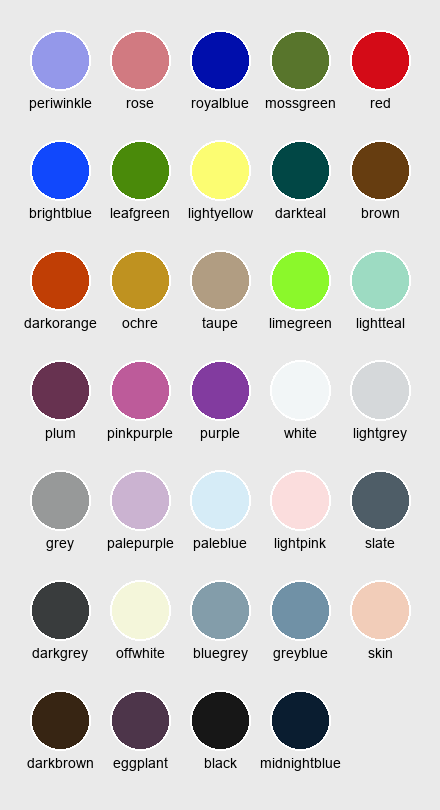 periwinkle rose royalblue mossgreen red
brightblue leafgreen lightyellow darkteal brown
darkorange ochre taupe limegreen lightteal
plum pinkpurple purple white lightgrey
grey palepurple paleblue lightpink slate
darkgrey offwhite bluegrey greyblue skin
darkbrown eggplant black midnightblue